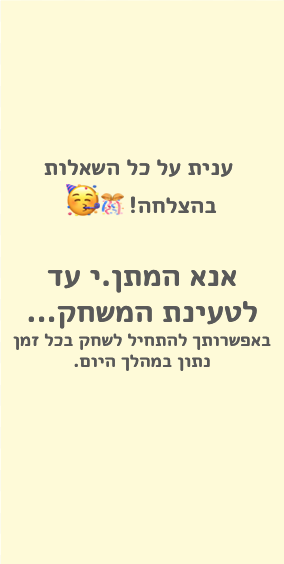 ענית על כל השאלות
בהצלחה! 🎊🥳
אנא המתן.י עד
לטעינת המשחק...
באפשרותך להתחיל לשחק בכל זמן
נתון במהלך היום.